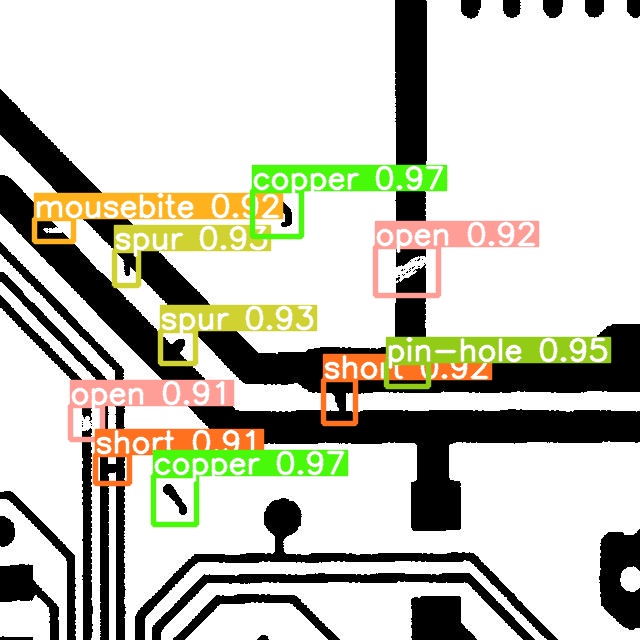 copper 0.97
mousebite 0.92
open 0.92
spur 0.93
spur 0.93
pin-hole 0.95
short 0.92
open 0.91
short 0.91
copper 0.97